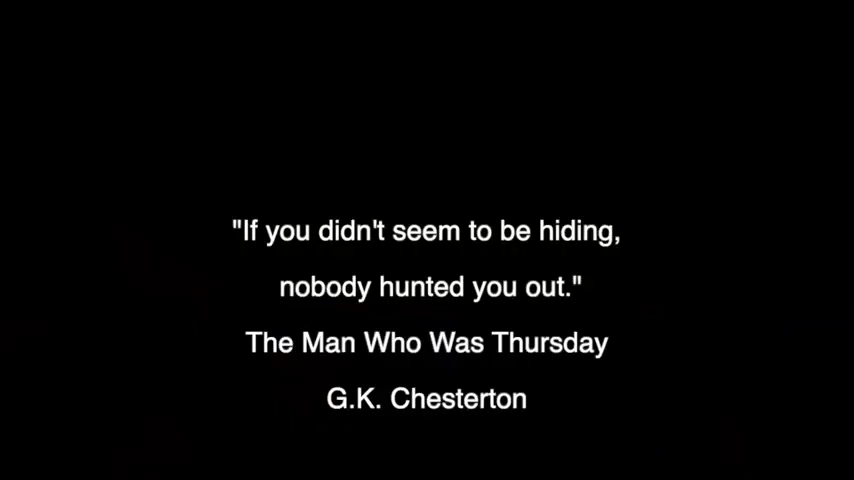 "If you didn't seem to be hiding,
nobody hunted you out."
The Man Who Was Thursday
G.K. Chesterton